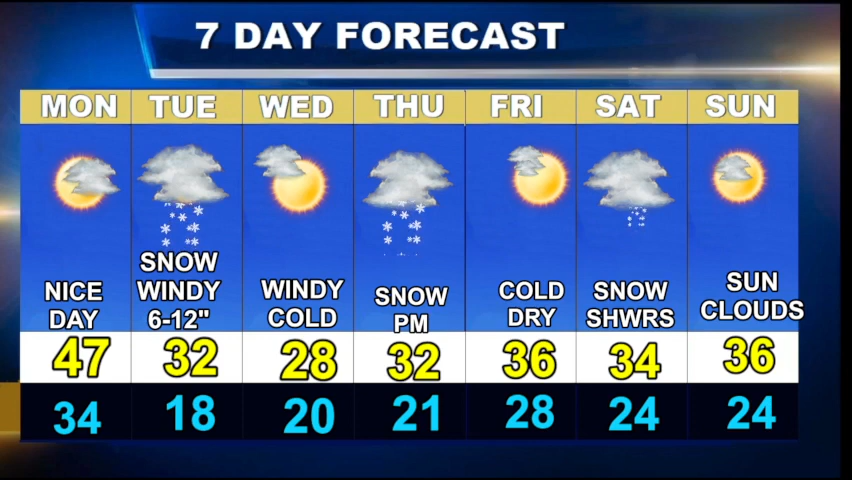 7 DAY FORECAST
MON TUE WED THU FRI SAT SUN
NICE
DAY
SNOW
WINDY
6-12"
WINDY
COLD
SNOW
PM
COLD
DRY
SNOW
SHWRS
SUN
CLOUDS
47 32 28 32 36 34 36
34 18 20 21 28 24 24